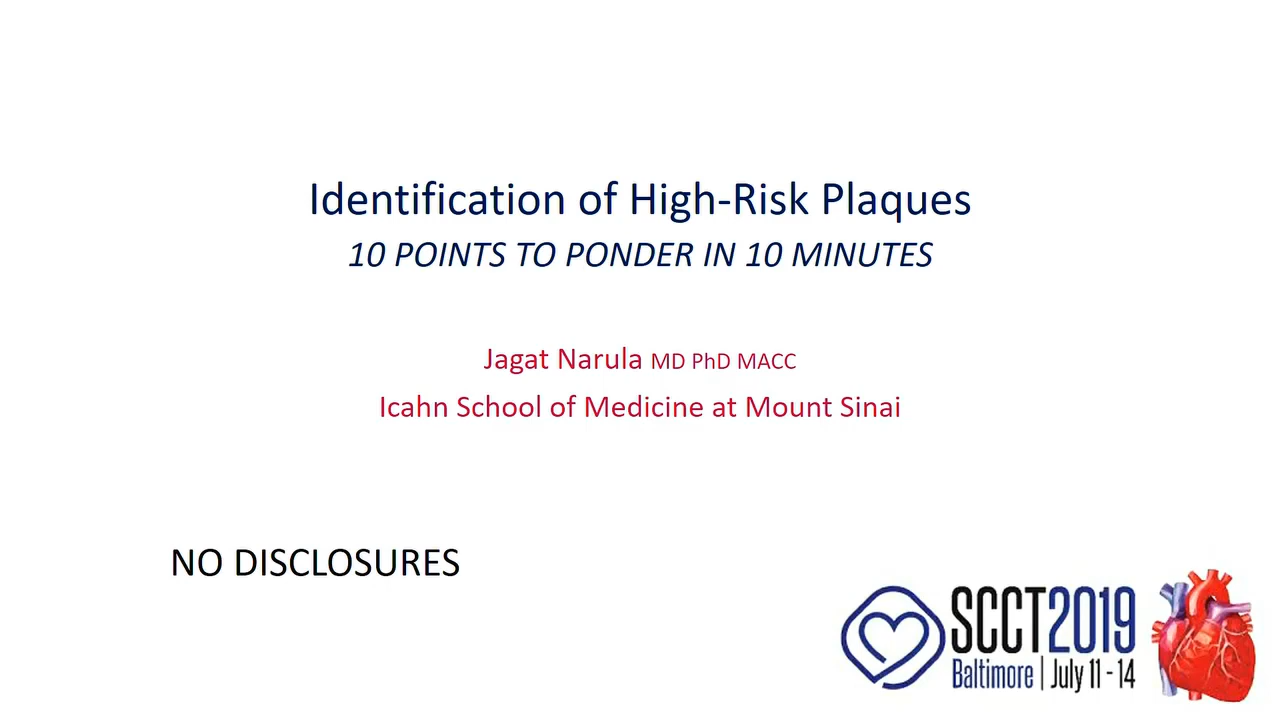 Identification of High-Risk Plaques
10 POINTS TO PONDER IN 10 MINUTES
Jagat Narula MD PhD MACC
Icahn School of Medicine at Mount Sinai
NO DISCLOSURES
SCCT2019
Baltimore | July 11 - 14